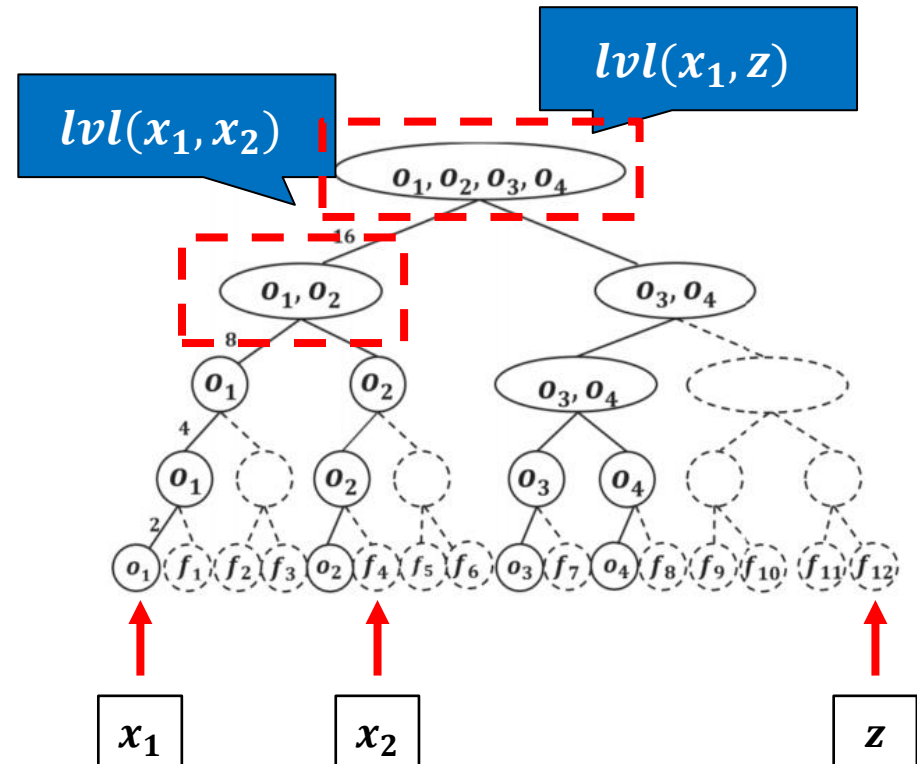 lvl(x₁, z)
lvl(x₁, x₂)
o₁, o₂, o₃, o₄
16
o₁, o₂ o₃, o₄
8
o₁ o₂ o₃, o₄
4
o₁ o₂ o₃ o₄
2
o₁ f₁ f₂ f₃ o₂ f₄ f₅ f₆ o₃ f₇ o₄ f₈ f₉ f₁₀ f₁₁ f₁₂
x₁ x₂ z